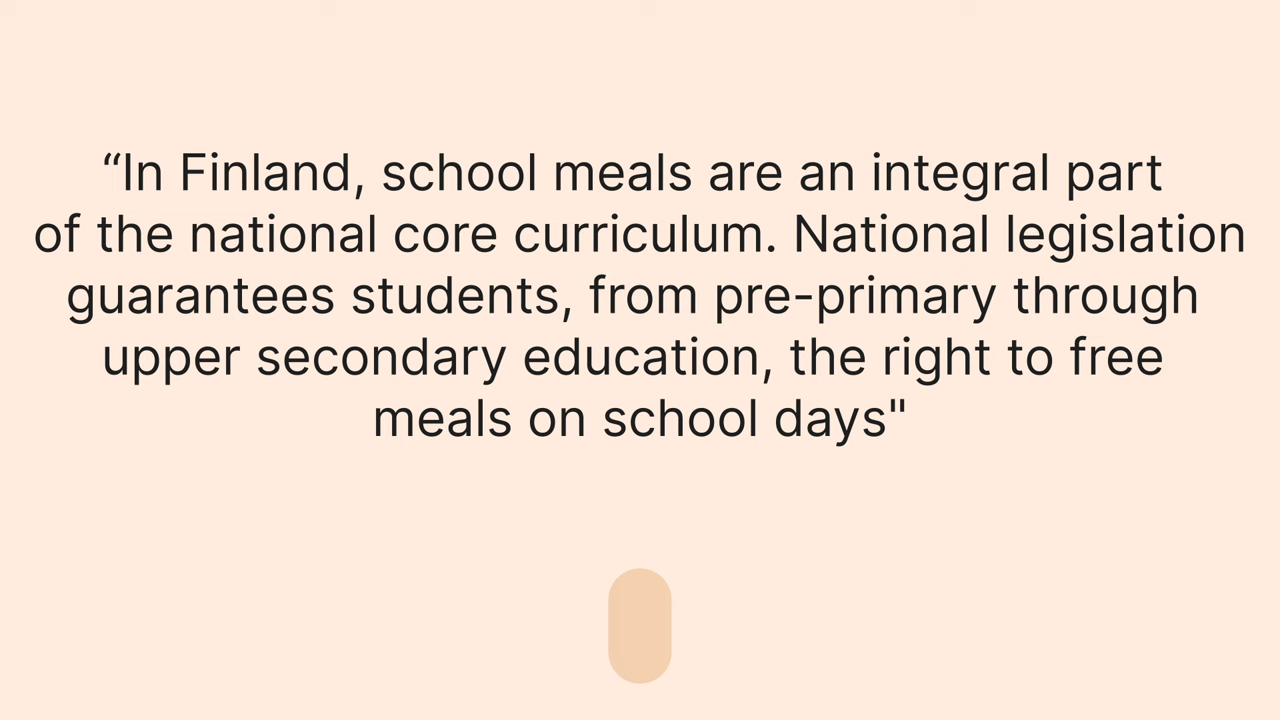 “In Finland, school meals are an integral part
of the national core curriculum. National legislation
guarantees students, from pre-primary through
upper secondary education, the right to free
meals on school days"